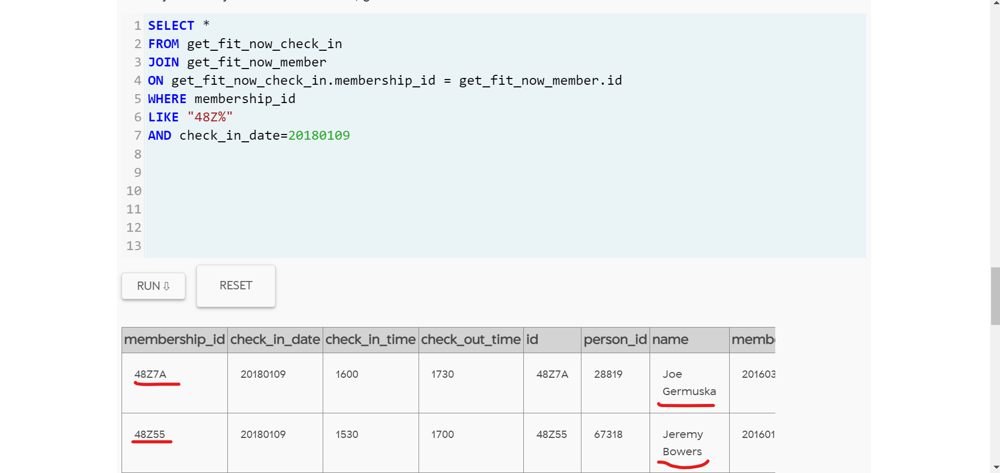 1 SELECT *
2 FROM get_fit_now_check_in
3 JOIN get_fit_now_member
4 ON get_fit_now_check_in.membership_id = get_fit_now_member.id
5 WHERE membership_id
6 LIKE "48Z%"
7 AND check_in_date=20180109
8
9
10
11
12
13
RUN ⇩ RESET
membership_id check_in_date check_in_time check_out_time id person_id name memb
48Z7A 20180109 1600 1730 48Z7A 28819 Joe 201603
Germuska
48Z55 20180109 1530 1700 48Z55 67318 Jeremy 201601
Bowers